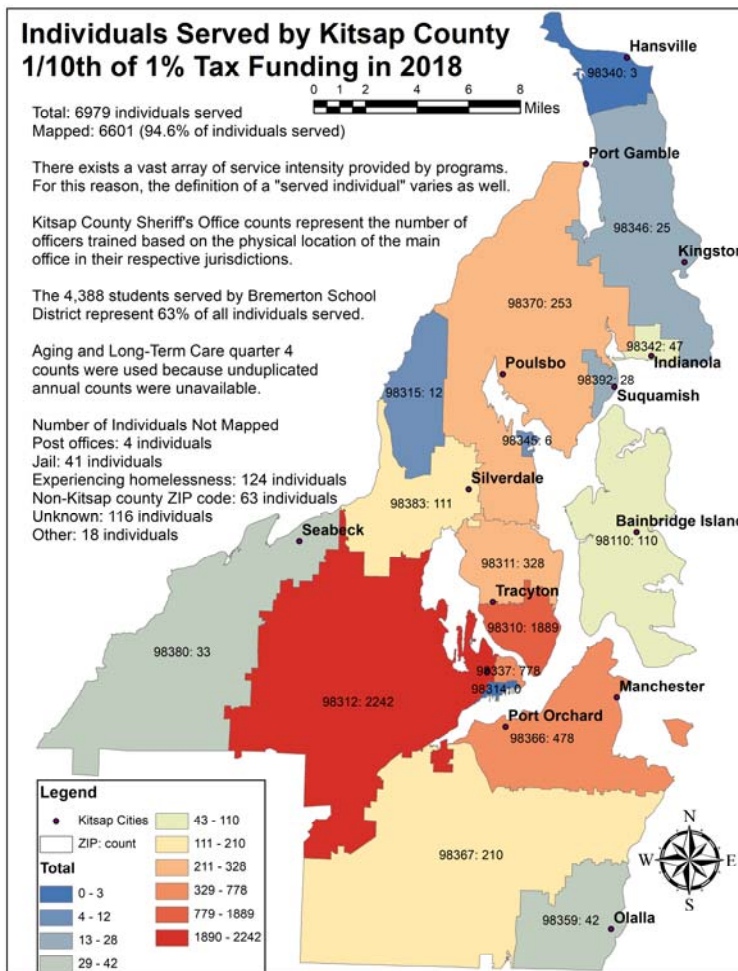 Individuals Served by Kitsap County
1/10th of 1% Tax Funding in 2018
Total: 6979 individuals served
Mapped: 6601 (94.6% of individuals served)
There exists a vast array of service intensity provided by programs.
For this reason, the definition of a "served individual" varies as well.
Kitsap County Sheriff's Office counts represent the number of
officers trained based on the physical location of the main
office in their respective jurisdictions.
The 4,388 students served by Bremerton School
District represent 63% of all individuals served.
Aging and Long-Term Care quarter 4
counts were used because unduplicated
annual counts were unavailable.
Number of Individuals Not Mapped
Post offices: 4 individuals
Jail: 41 individuals
Experiencing homelessness: 124 individuals
Non-Kitsap county ZIP code: 63 individuals
Unknown: 116 individuals
Other: 18 individuals
0 1 2 4 6 8
Miles
Hansville
98340: 3
Port Gamble
98346: 25
Kingston
98370: 253
98342: 47
Indianola
Poulsbo
98392: 28
Suquamish
98315: 12
98345: 6
Silverdale
98383: 111
Seabeck
Bainbridge Island
98110: 110
98311: 328
Tracyton
98310: 1889
98380: 33
98337: 778
98314: 0
98312: 2242
Manchester
Port Orchard
98366: 478
98367: 210
98359: 42
Olalla
N
W E
S
Legend
Kitsap Cities
ZIP: count
Total
0 - 3
4 - 12
13 - 28
29 - 42
43 - 110
111 - 210
211 - 328
329 - 778
779 - 1889
1890 - 2242